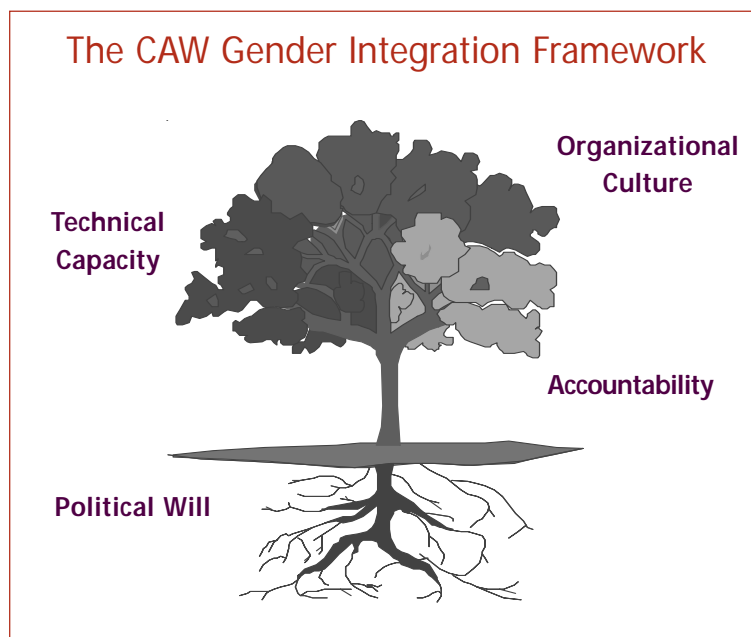 The CAW Gender Integration Framework
Organizational
Culture
Technical
Capacity
Accountability
Political Will